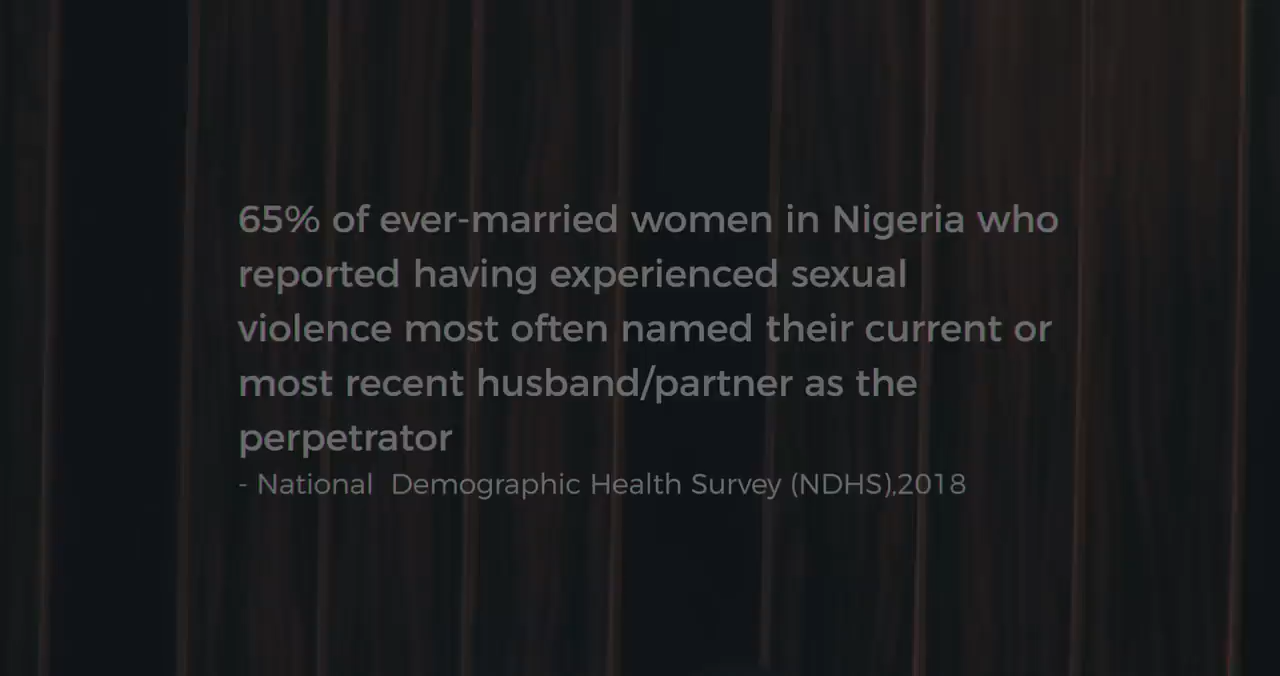 65% of ever-married women in Nigeria who
reported having experienced sexual
violence most often named their current or
most recent husband/partner as the
perpetrator
- National  Demographic Health Survey (NDHS),2018